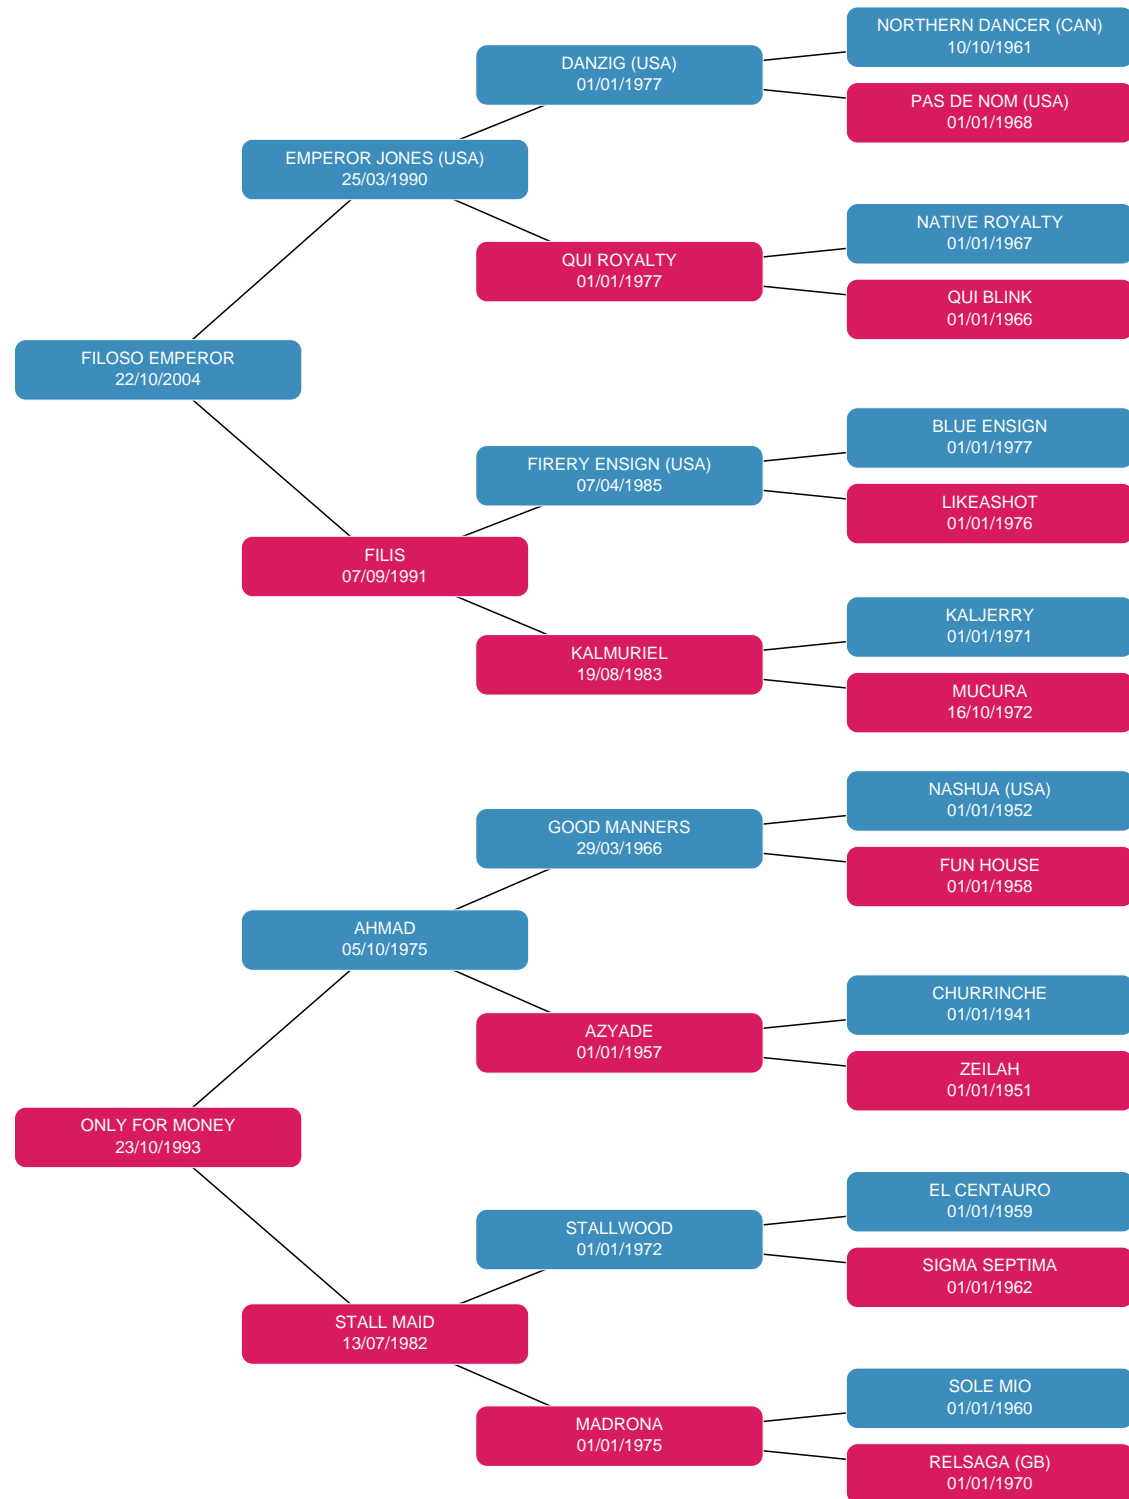 NORTHERN DANCER (CAN)
10/10/1961
DANZIG (USA)
01/01/1977
PAS DE NOM (USA)
01/01/1968
EMPEROR JONES (USA)
25/03/1990
NATIVE ROYALTY
01/01/1967
QUI ROYALTY
01/01/1977
QUI BLINK
01/01/1966
FILOSO EMPEROR
22/10/2004
BLUE ENSIGN
01/01/1977
FIRERY ENSIGN (USA)
07/04/1985
LIKEASHOT
01/01/1976
FILIS
07/09/1991
KALJERRY
01/01/1971
KALMURIEL
19/08/1983
MUCURA
16/10/1972
NASHUA (USA)
01/01/1952
GOOD MANNERS
29/03/1966
FUN HOUSE
01/01/1958
AHMAD
05/10/1975
CHURRINCHE
01/01/1941
AZYADE
01/01/1957
ZEILAH
01/01/1951
ONLY FOR MONEY
23/10/1993
EL CENTAURO
01/01/1959
STALLWOOD
01/01/1972
SIGMA SEPTIMA
01/01/1962
STALL MAID
13/07/1982
SOLE MIO
01/01/1960
MADRONA
01/01/1975
RELSAGA (GB)
01/01/1970